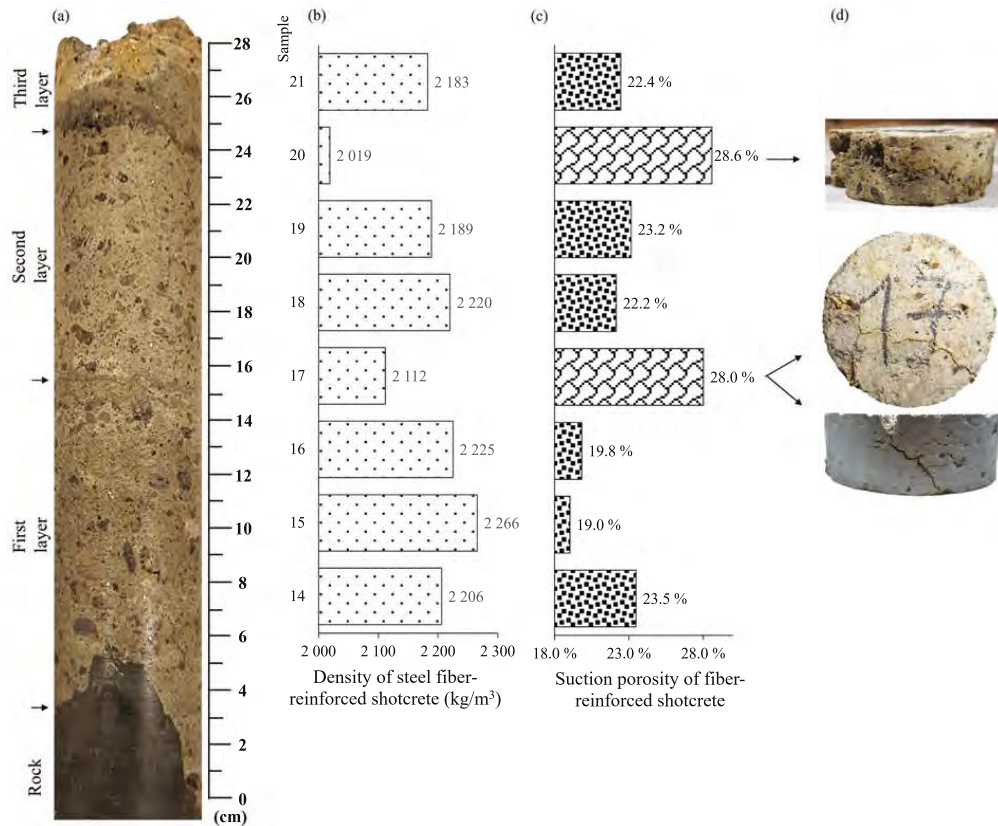 (a)
(b)
(c)
(d)
Third
layer
Second
layer
First
layer
Rock
28
26
24
22
20
18
16
14
12
10
8
6
4
2
0
(cm)
Sample
21
2 183
20
2 019
19
2 189
18
2 220
17
2 112
16
2 225
15
2 266
14
2 206
2 000
2 100
2 200
2 300
Density of steel fiber-
reinforced shotcrete (kg/m³)
22.4 %
28.6 %
23.2 %
22.2 %
28.0 %
19.8 %
19.0 %
23.5 %
18.0 %
23.0 %
28.0 %
Suction porosity of fiber-
reinforced shotcrete
17